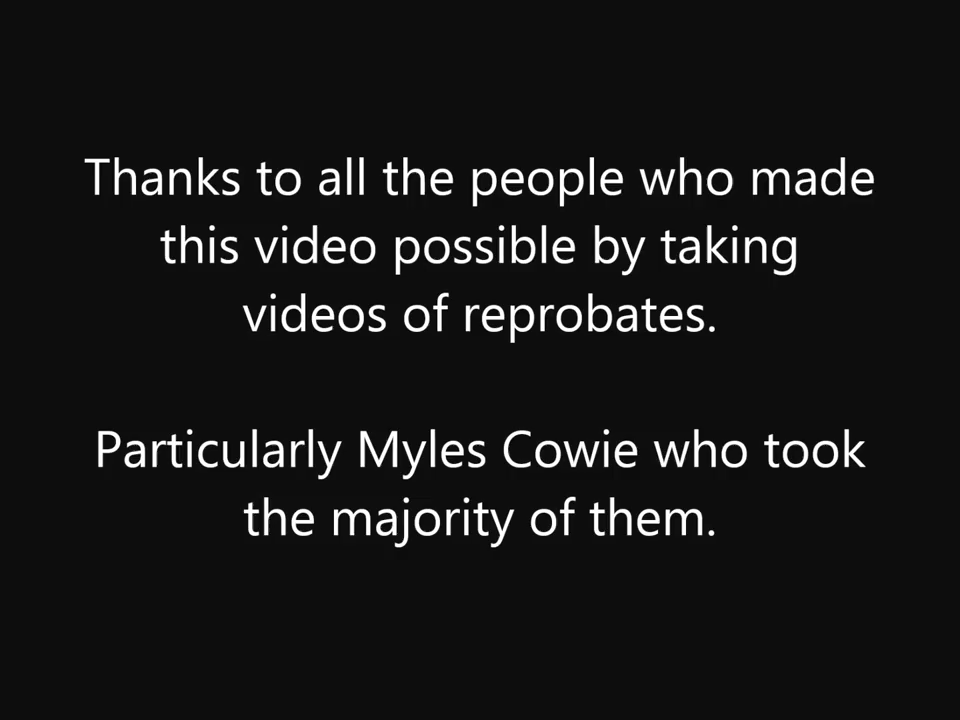 Thanks to all the people who made
this video possible by taking
videos of reprobates.
Particularly Myles Cowie who took
the majority of them.